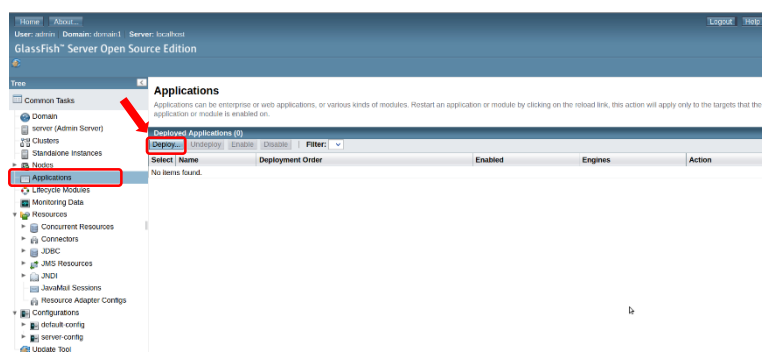 Home About... Logout Help
User: admin Domain: domain1 Server: localhost
GlassFish™ Server Open Source Edition
Tree
Common Tasks
Domain
server (Admin Server)
Clusters
Standalone Instances
Nodes
Applications
Lifecycle Modules
Monitoring Data
Resources
Concurrent Resources
Connectors
JDBC
JMS Resources
JNDI
JavaMail Sessions
Resource Adapter Configs
Configurations
default-config
server-config
Update Tool
Applications
Applications can be enterprise or web applications, or various kinds of modules. Restart an application or module by clicking on the reload link, this action will apply only to the targets that the
application or module is enabled on.
Deployed Applications (0)
Deploy... Undeploy Enable Disable | Filter:
Select Name Deployment Order Enabled Engines Action
No items found.